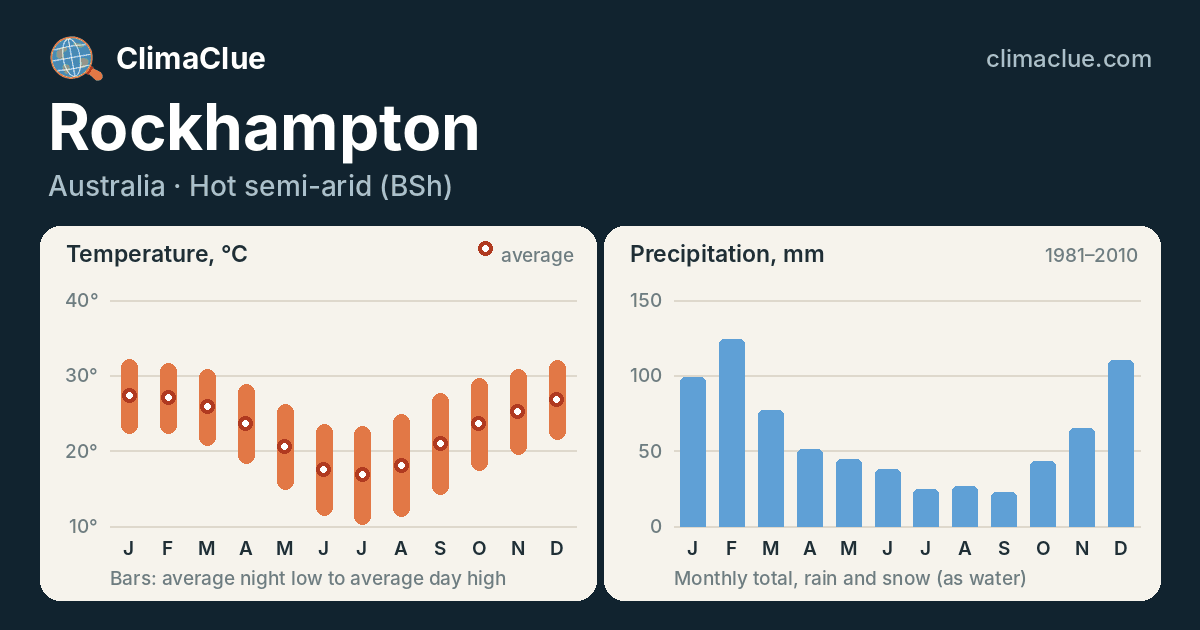 ClimaClue
climaclue.com
Rockhampton
Australia · Hot semi-arid (BSh)
Temperature, °C
average
40°
30°
20°
10°
J F M A M J J A S O N D
Bars: average night low to average day high
Precipitation, mm
1981–2010
150
100
50
0
J F M A M J J A S O N D
Monthly total, rain and snow (as water)